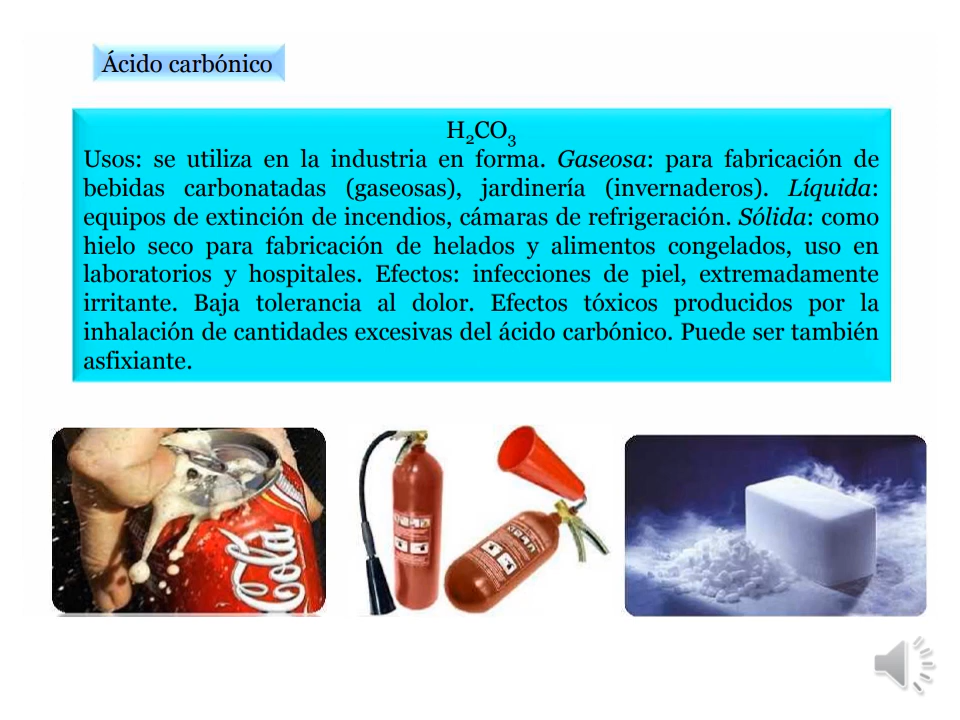 Ácido carbónico
H₂CO₃
Usos: se utiliza en la industria en forma. Gaseosa: para fabricación de
bebidas carbonatadas (gaseosas), jardinería (invernaderos). Líquida:
equipos de extinción de incendios, cámaras de refrigeración. Sólida: como
hielo seco para fabricación de helados y alimentos congelados, uso en
laboratorios y hospitales. Efectos: infecciones de piel, extremadamente
irritante. Baja tolerancia al dolor. Efectos tóxicos producidos por la
inhalación de cantidades excesivas del ácido carbónico. Puede ser también
asfixiante.
Cola